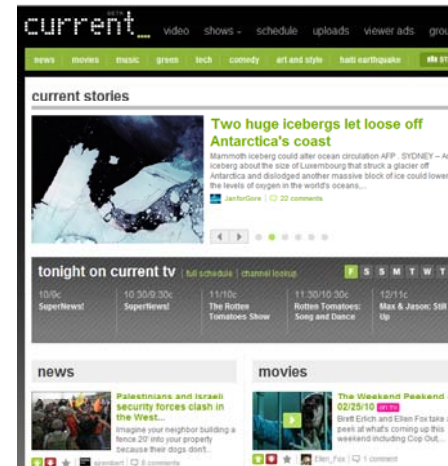 BETA
current_ video shows schedule uploads viewer ads grou
news movies music green tech comedy art and style haiti earthquake
current stories
Two huge icebergs let loose off
Antarctica's coast
Mammoth iceberg could alter ocean circulation AFP . SYDNEY – A
iceberg about the size of Luxembourg that struck a glacier off
Antarctica and dislodged another massive block of ice could lower
the levels of oxygen in the world's oceans,...
JanforGore 22 comments
tonight on current tv full schedule channel lookup F S S M T W T
10/9c 10:30/9:30c 11/10c 11:30/10:30c 12/11c
SuperNews! SuperNews! The Rotten Rotten Tomatoes: Max & Jason: Still
Tomatoes Show Song and Dance Up
news movies
Palestinians and Israeli
security forces clash in
the West...
Imagine your neighbor building a
fence 20' into your property
because their dogs don't...
8 comments
The Weekend Peekend
02/25/10 on tv
Brett Erlich and Ellen Fox take a
peek at what's coming up this
weekend including Cop Out,...
Ellen_Fox 1 comment